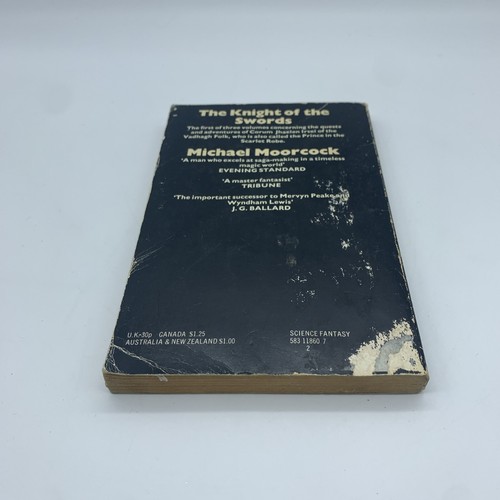 The Knight of the
Swords
The first of three volumes concerning the quests
and adventures of Corum Jhaelen Irsei of the
Vadhagh Folk, who is also called the Prince in the
Scarlet Robe.
Michael Moorcock
'A man who excels at saga-making in a timeless
magic world'
EVENING STANDARD
'A master fantasist'
TRIBUNE
'The important successor to Mervyn Peake
Wyndham Lewis'
J. G. BALLARD
U.K-30p CANADA $1.25
AUSTRALIA & NEW ZEALAND $1.00
SCIENCE FANTASY
583 11860 7
2